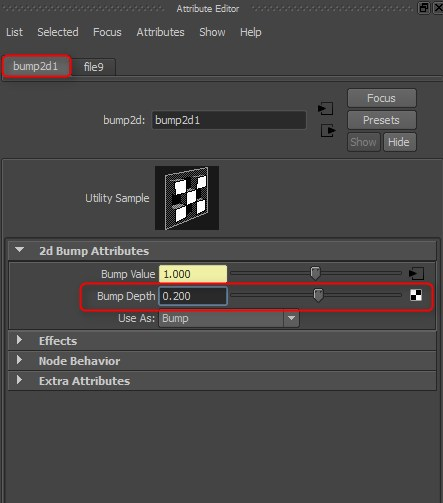 Attribute Editor
List Selected Focus Attributes Show Help
bump2d1 file9
Focus
bump2d: bump2d1
Presets
Show Hide
Utility Sample
2d Bump Attributes
Bump Value 1.000
Bump Depth 0.200
Use As: Bump
Effects
Node Behavior
Extra Attributes